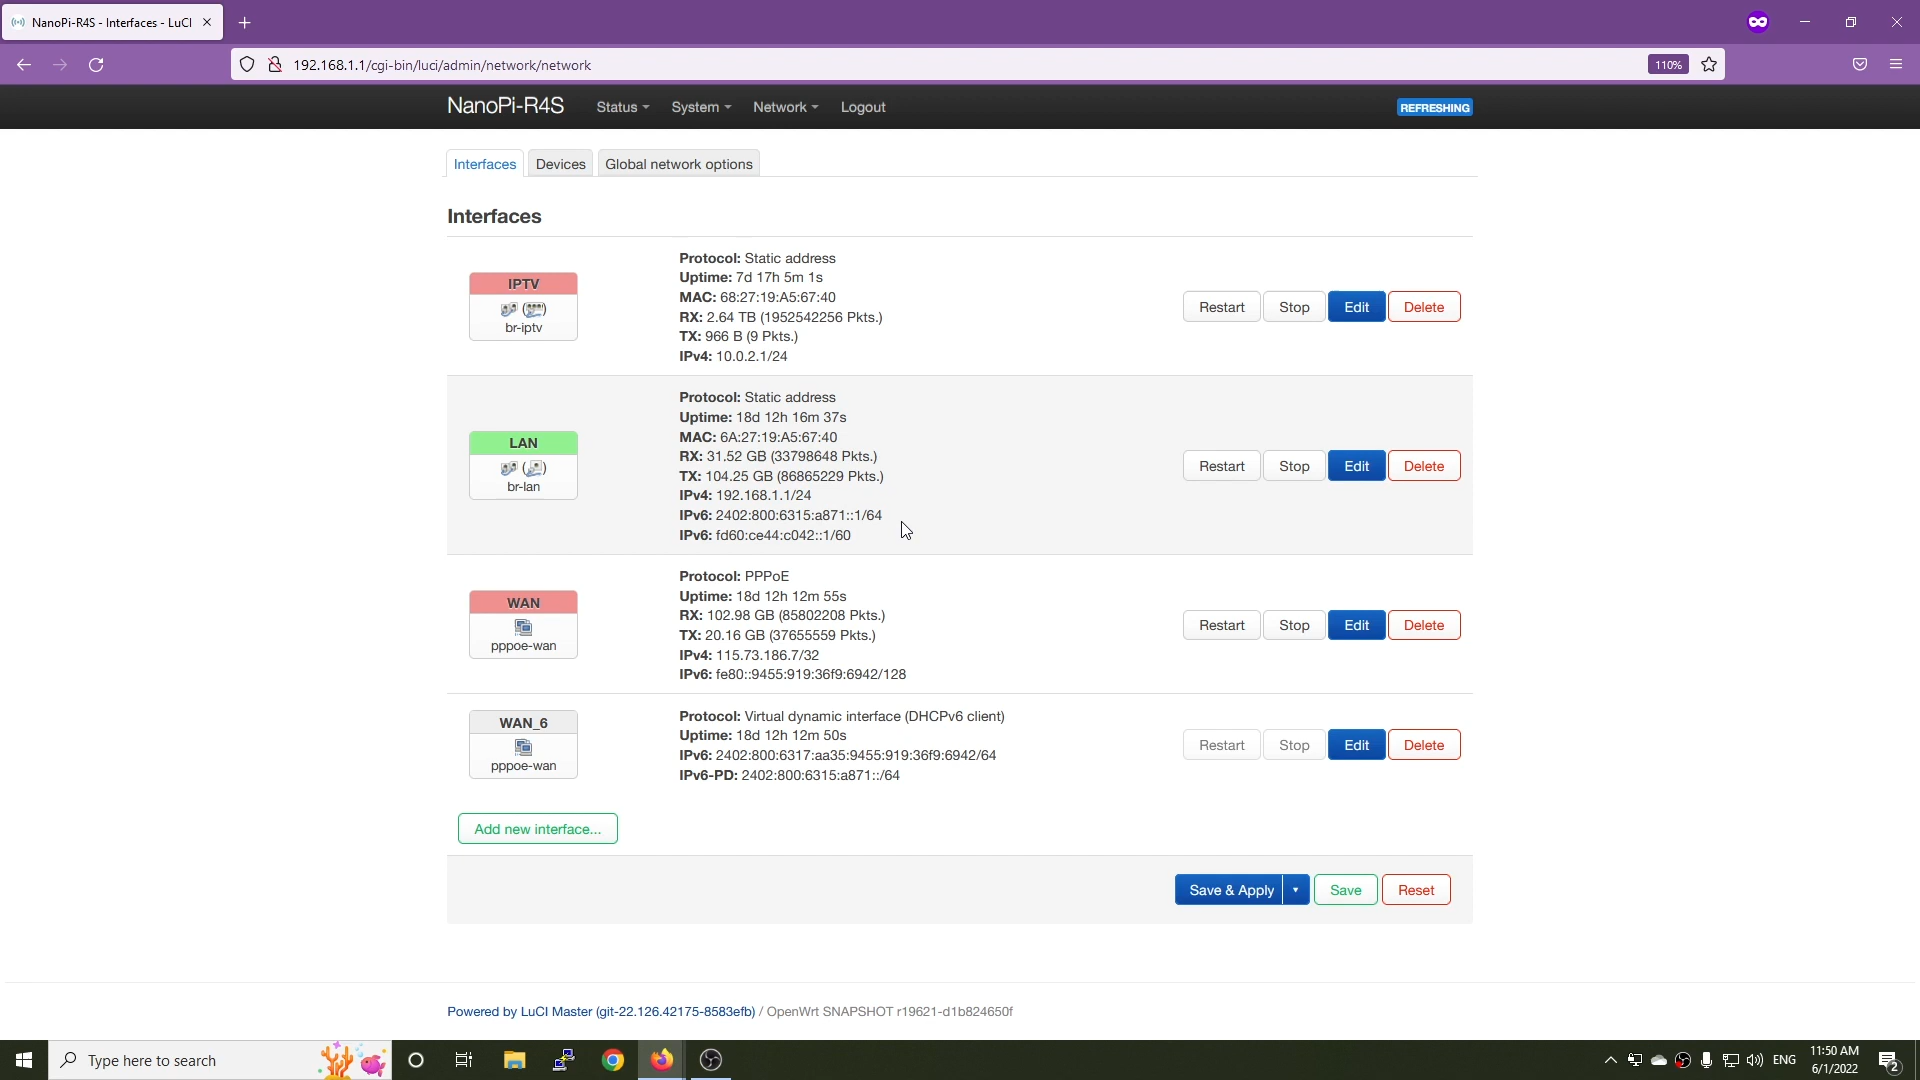 NanoPi-R4S - Interfaces - LuCI
192.168.1.1/cgi-bin/luci/admin/network/network
110%
NanoPi-R4S Status System Network Logout REFRESHING
Interfaces Devices Global network options
Interfaces
IPTV
br-iptv
Protocol: Static address
Uptime: 7d 17h 5m 1s
MAC: 68:27:19:A5:67:40
RX: 2.64 TB (1952542256 Pkts.)
TX: 966 B (9 Pkts.)
IPv4: 10.0.2.1/24
Restart Stop Edit Delete
LAN
br-lan
Protocol: Static address
Uptime: 18d 12h 16m 37s
MAC: 6A:27:19:A5:67:40
RX: 31.52 GB (33798648 Pkts.)
TX: 104.25 GB (86865229 Pkts.)
IPv4: 192.168.1.1/24
IPv6: 2402:800:6315:a871::1/64
IPv6: fd60:ce44:c042::1/60
Restart Stop Edit Delete
WAN
pppoe-wan
Protocol: PPPoE
Uptime: 18d 12h 12m 55s
RX: 102.98 GB (85802208 Pkts.)
TX: 20.16 GB (37655559 Pkts.)
IPv4: 115.73.186.7/32
IPv6: fe80::9455:919:36f9:6942/128
Restart Stop Edit Delete
WAN_6
pppoe-wan
Protocol: Virtual dynamic interface (DHCPv6 client)
Uptime: 18d 12h 12m 50s
IPv6: 2402:800:6317:aa35:9455:919:36f9:6942/64
IPv6-PD: 2402:800:6315:a871::/64
Restart Stop Edit Delete
Add new interface...
Save & Apply Save Reset
Powered by LuCI Master (git-22.126.42175-8583efb) / OpenWrt SNAPSHOT r19621-d1b824650f
Type here to search
ENG
11:50 AM
6/1/2022
2